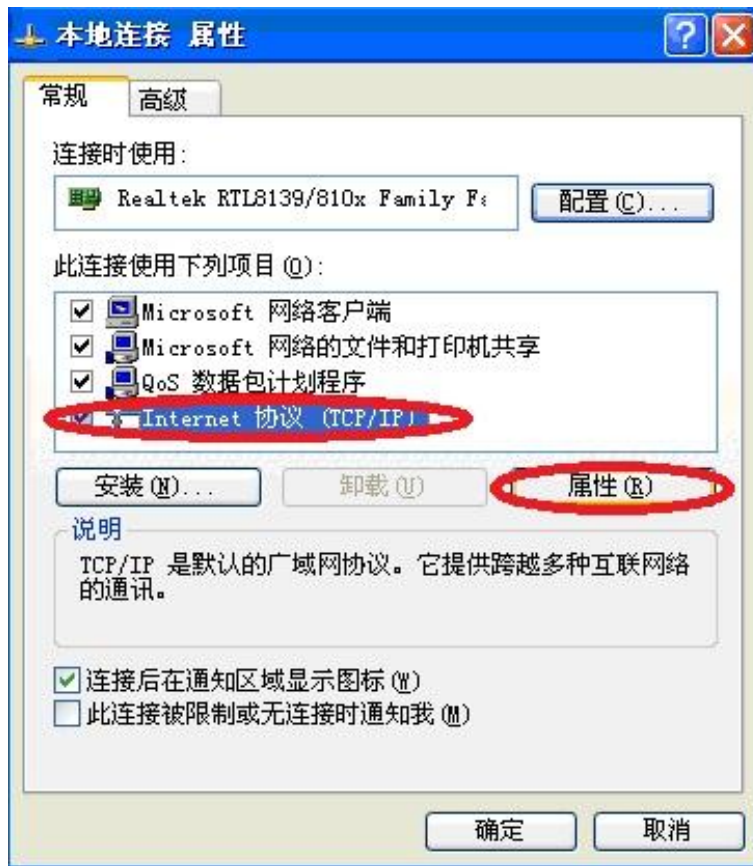 本地连接 属性
常规
高级
连接时使用:
Realtek RTL8139/810x Family Fa
配置(C)...
此连接使用下列项目(O):
Microsoft 网络客户端
Microsoft 网络的文件和打印机共享
QoS 数据包计划程序
Internet 协议 (TCP/IP)
安装(N)...
卸载(U)
属性(R)
说明
TCP/IP 是默认的广域网协议。它提供跨越多种互联网络
的通讯。
连接后在通知区域显示图标(W)
此连接被限制或无连接时通知我(M)
确定
取消